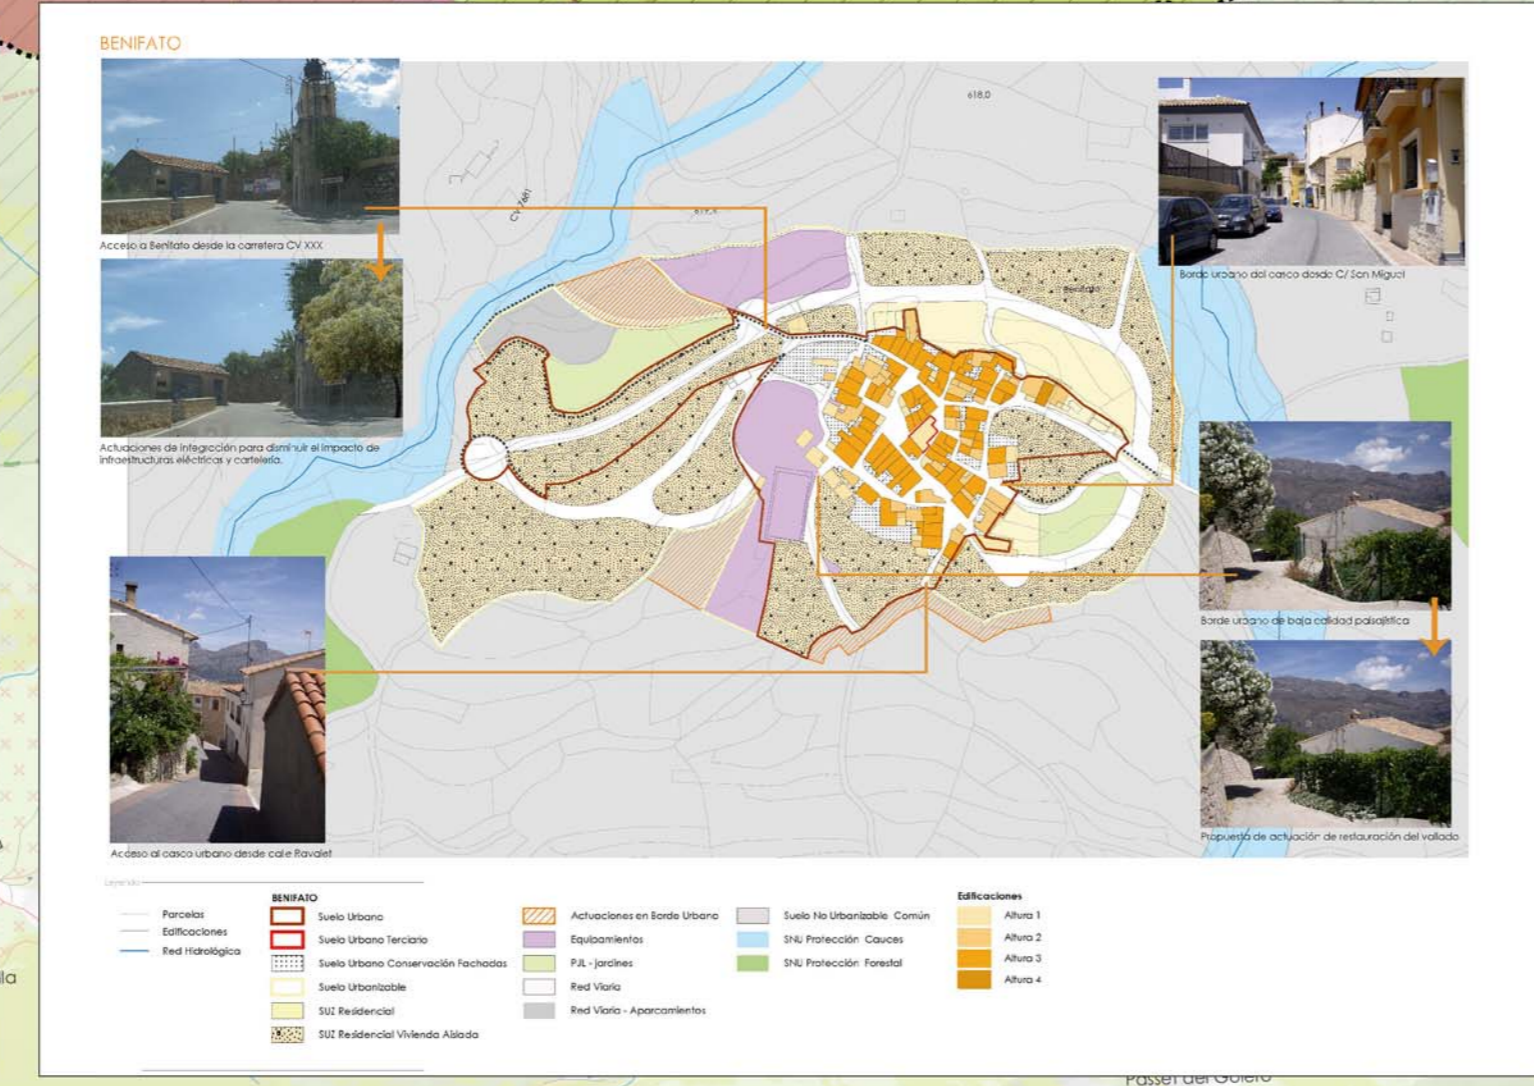 BENIFATO
618,0
CV-7681
Acceso a Benifato desde la carretera CV XXX
Borde urbano del casco desde C/ San Miguel
Benifato
Actuaciones de integración para disminuir el impacto de
infraestructuras eléctricas y cartelería.
Borde urbano de baja calidad paisajística
Propuesta de actuación de restauración del vallado
Acceso al casco urbano desde calle Ravalet
Leyenda
Parcelas
Edificaciones
Red Hidrológica
BENIFATO
Suelo Urbano
Suelo Urbano Terciario
Suelo Urbano Conservación Fachadas
Suelo Urbanizable
SUZ Residencial
SUZ Residencial Vivienda Aislada
Actuaciones en Borde Urbano
Equipamientos
PJL - jardines
Red Viaria
Red Viaria - Aparcamientos
Suelo No Urbanizable Común
SNU Protección Cauces
SNU Protección Forestal
Edificaciones
Altura 1
Altura 2
Altura 3
Altura 4